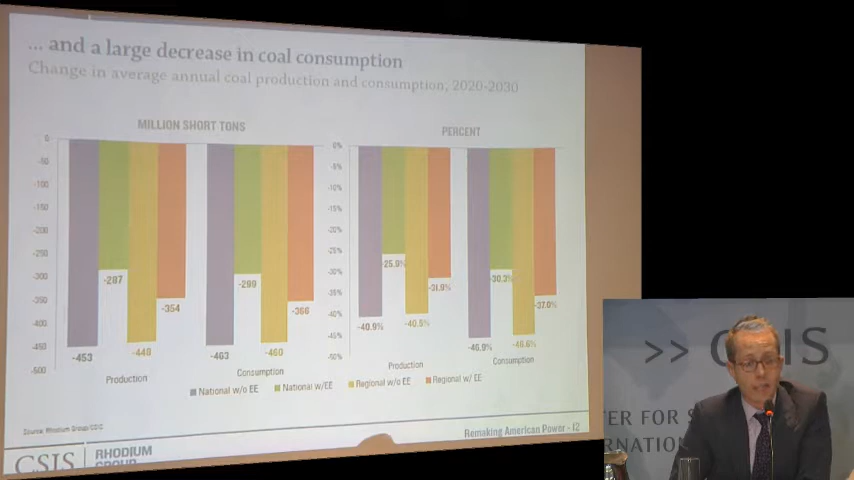 ... and a large decrease in coal consumption
Change in average annual coal production and consumption, 2020-2030
MILLION SHORT TONS
PERCENT
0
-50
-100
-150
-200
-250
-300
-350
-400
-450
-500
0%
-5%
-10%
-15%
-20%
-25%
-30%
-35%
-40%
-45%
-50%
-453
-287
-449
-354
-463
-299
-460
-366
-40.9%
-25.9%
-40.5%
-31.9%
-46.9%
-30.3%
-46.6%
-37.0%
Production
Consumption
Production
Consumption
National w/o EE
National w/EE
Regional w/o EE
Regional w/ EE
Source: Rhodium Group/CSIS
Remaking American Power - 12
CSIS
RHODIUM
GROUP
>> CSIS
TER FOR S
RNATION